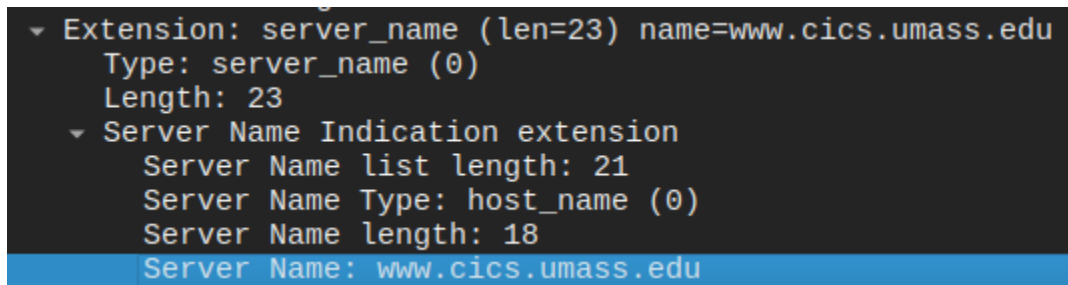 Extension: server_name (len=23) name=www.cics.umass.edu
Type: server_name (0)
Length: 23
Server Name Indication extension
Server Name list length: 21
Server Name Type: host_name (0)
Server Name length: 18
Server Name: www.cics.umass.edu